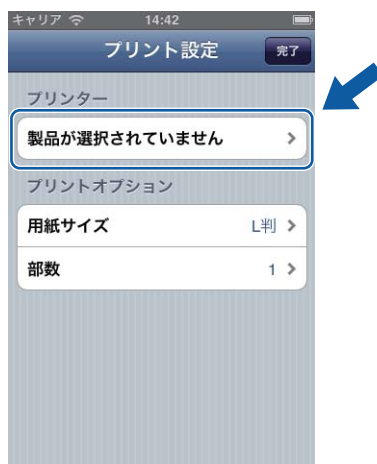 キャリア 14:42
プリント設定 完了
プリンター
製品が選択されていません
プリントオプション
用紙サイズ L判
部数 1